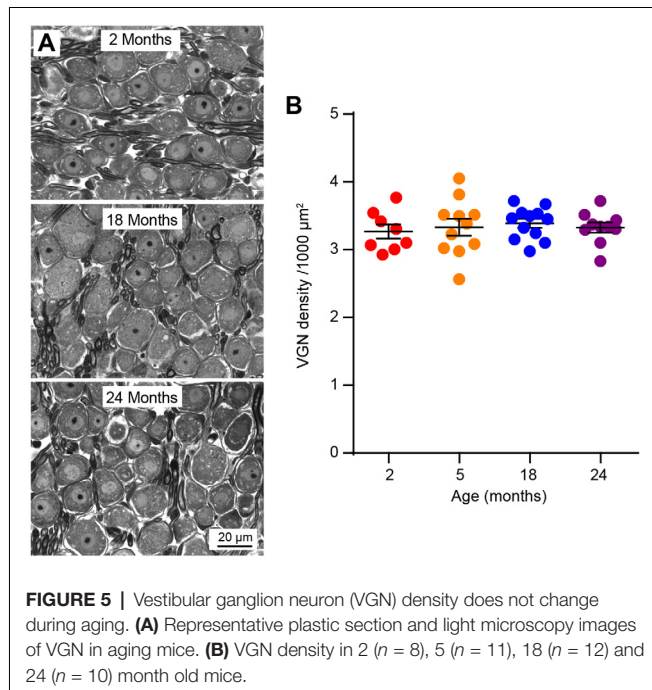 A
2 Months
18 Months
24 Months
20 µm
B
VGN density /1000 µm²
5
4
3
2
1
0
2 5 18 24
Age (months)
FIGURE 5 | Vestibular ganglion neuron (VGN) density does not change
during aging. (A) Representative plastic section and light microscopy images
of VGN in aging mice. (B) VGN density in 2 (n = 8), 5 (n = 11), 18 (n = 12) and
24 (n = 10) month old mice.